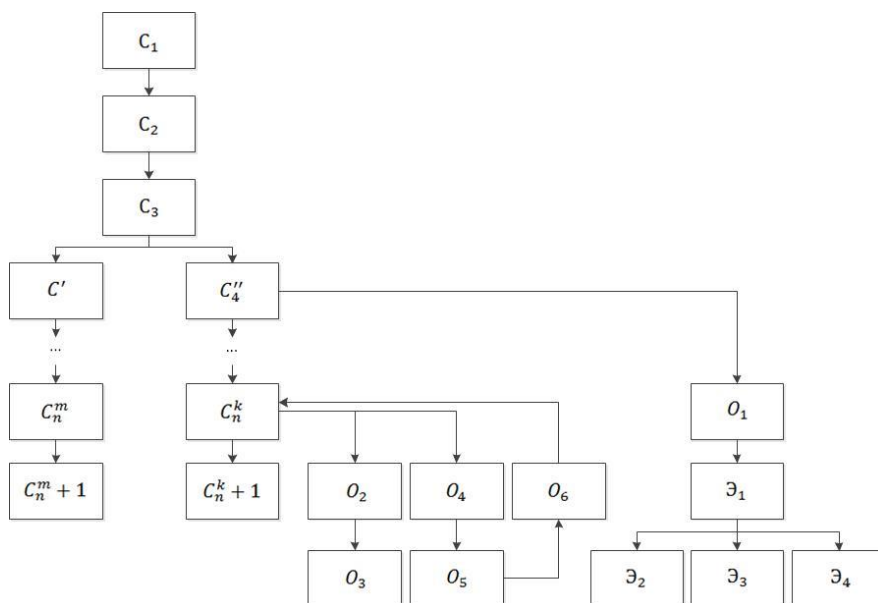 C₁
C₂
C₃
C′
C₄″
...
...
Cₙᵐ
Cₙᵏ
O₁
Cₙᵐ + 1
Cₙᵏ + 1
O₂
O₄
O₆
Э₁
O₃
O₅
Э₂
Э₃
Э₄